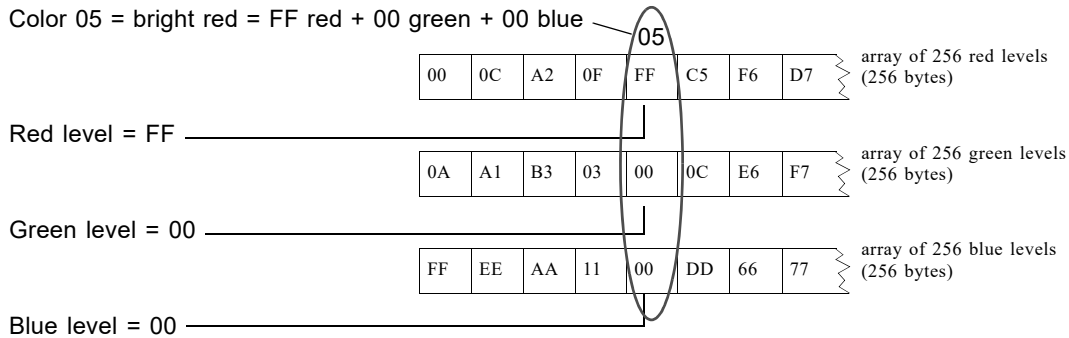 Color 05 = bright red = FF red + 00 green + 00 blue
05
00 0C A2 0F FF C5 F6 D7
array of 256 red levels
(256 bytes)
Red level = FF
0A A1 B3 03 00 0C E6 F7
array of 256 green levels
(256 bytes)
Green level = 00
FF EE AA 11 00 DD 66 77
array of 256 blue levels
(256 bytes)
Blue level = 00